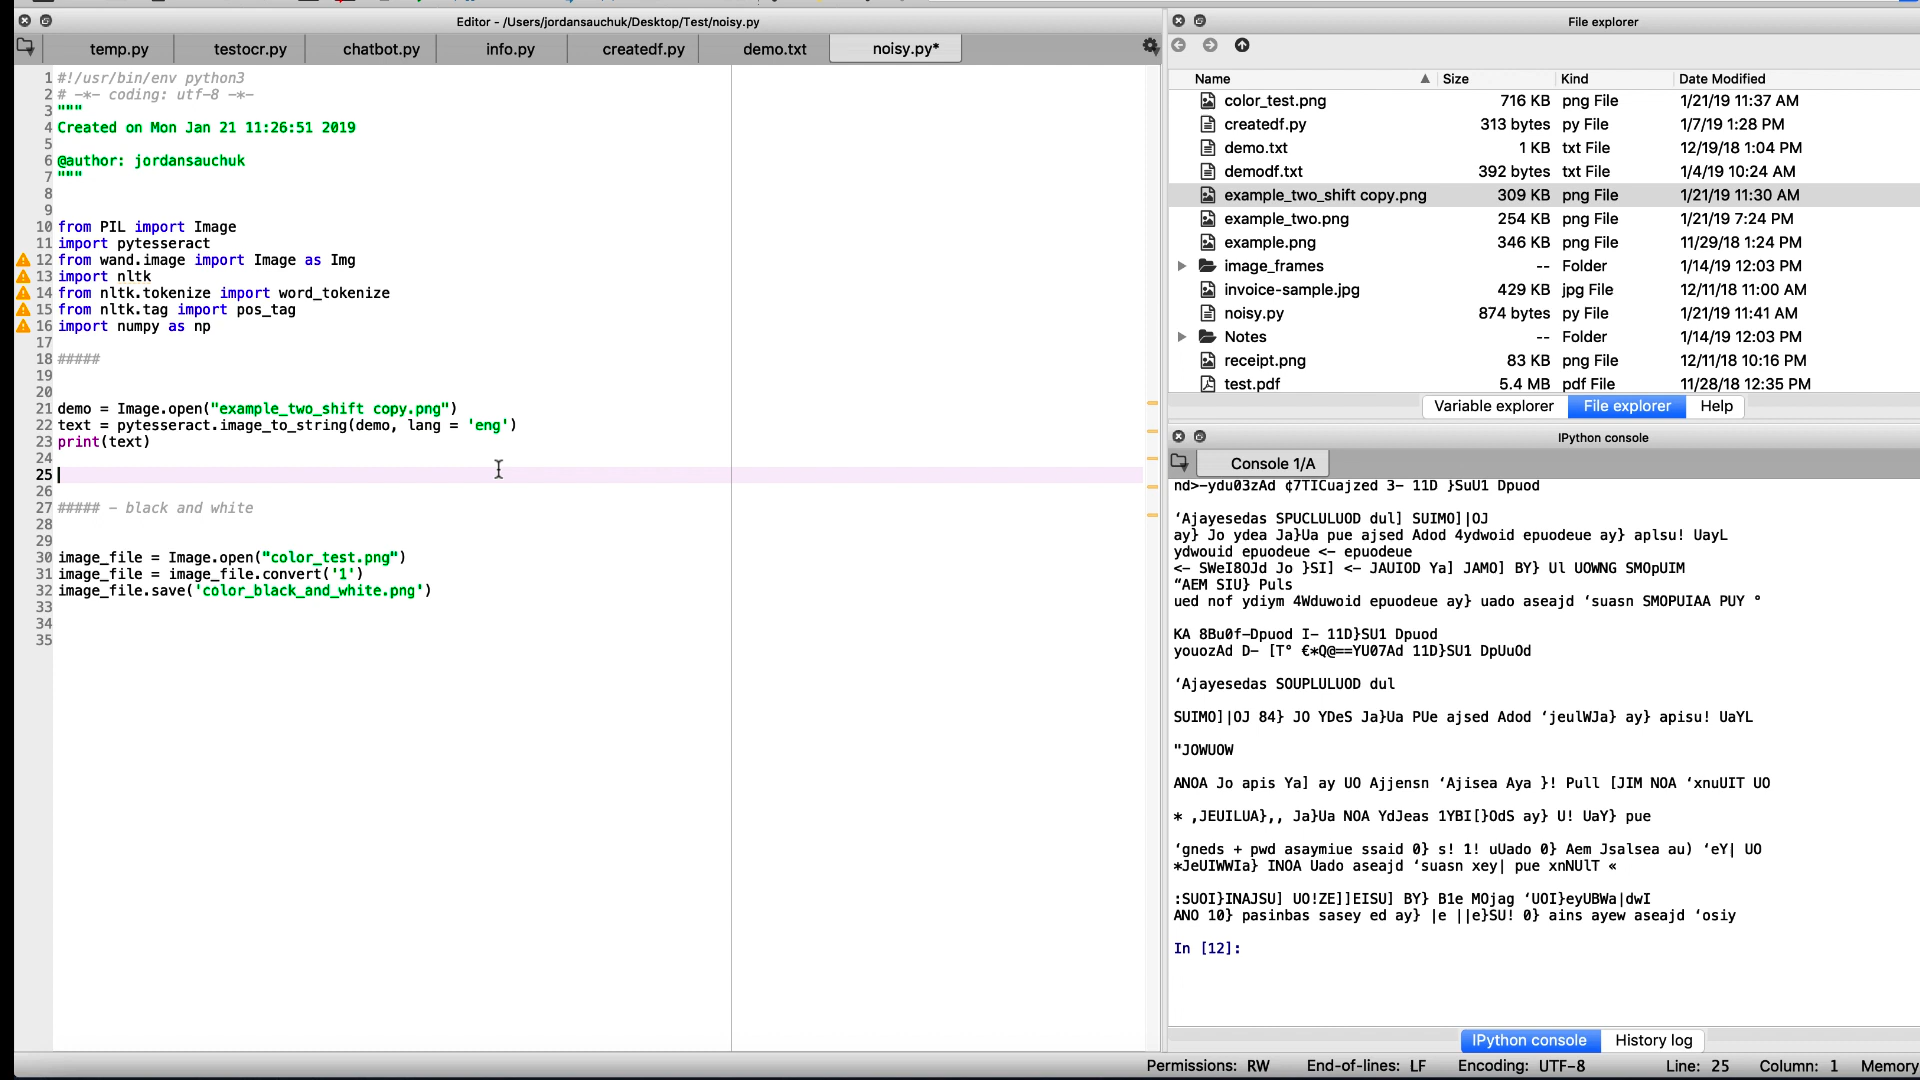 Editor - /Users/jordansauchuk/Desktop/Test/noisy.py
temp.py testocr.py chatbot.py info.py createdf.py demo.txt noisy.py*
1 #!/usr/bin/env python3
2 # -*- coding: utf-8 -*-
3 """
4 Created on Mon Jan 21 11:26:51 2019
5
6 @author: jordansauchuk
7 """
8
9
10 from PIL import Image
11 import pytesseract
12 from wand.image import Image as Img
13 import nltk
14 from nltk.tokenize import word_tokenize
15 from nltk.tag import pos_tag
16 import numpy as np
17
18 #####
19
20
21 demo = Image.open("example_two_shift copy.png")
22 text = pytesseract.image_to_string(demo, lang = 'eng')
23 print(text)
24
25
26
27 ##### - black and white
28
29
30 image_file = Image.open("color_test.png")
31 image_file = image_file.convert('1')
32 image_file.save('color_black_and_white.png')
33
34
35
File explorer
Name Size Kind Date Modified
color_test.png 716 KB png File 1/21/19 11:37 AM
createdf.py 313 bytes py File 1/7/19 1:28 PM
demo.txt 1 KB txt File 12/19/18 1:04 PM
demodf.txt 392 bytes txt File 1/4/19 10:24 AM
example_two_shift copy.png 309 KB png File 1/21/19 11:30 AM
example_two.png 254 KB png File 1/21/19 7:24 PM
example.png 346 KB png File 11/29/18 1:24 PM
image_frames -- Folder 1/14/19 12:03 PM
invoice-sample.jpg 429 KB jpg File 12/11/18 11:00 AM
noisy.py 874 bytes py File 1/21/19 11:41 AM
Notes -- Folder 1/14/19 12:03 PM
receipt.png 83 KB png File 12/11/18 10:16 PM
test.pdf 5.4 MB pdf File 11/28/18 12:35 PM
Variable explorer File explorer Help
IPython console
Console 1/A
nd>-ydu03zAd ¢7TICuajzed 3- 11D }SuU1 Dpuod
‘Ajayesedas SPUCLULUOD dul] SUIMO]|OJ
ay} Jo ydea Ja}Ua pue ajsed Adod 4ydwoid epuodeue ay} aplsu! UayL
ydwouid epuodeue <- epuodeue
<- SWeI8OJd Jo }SI] <- JAUIOD Ya] JAMO] BY} Ul UOWNG SMOpUIM
“AEM SIU} Puls
ued nof ydiym 4Wduwoid epuodeue ay} uado aseajd ‘suasn SMOPUIAA PUY °
KA 8Bu0f-Dpuod I- 11D}SU1 Dpuod
youozAd D- [T° €*Q@==YU07Ad 11D}SU1 DpUuOd
‘Ajayesedas SOUPLULUOD dul
SUIMO]|OJ 84} JO YDeS Ja}Ua PUe ajsed Adod ‘jeulWJa} ay} apisu! UaYL
"JOWUOW
ANOA Jo apis Ya] ay UO Ajjensn ‘Ajisea Aya }! Pull [JIM NOA ‘xnuUIT UO
* ,JEUILUA},, Ja}Ua NOA YdJeas 1YBI[}OdS ay} U! UaY} pue
‘gneds + pwd asaymiue ssaid 0} s! 1! uUado 0} Aem Jsalsea au) ‘eY| UO
*JeUIWWIa} INOA Uado aseajd ‘suasn xey| pue xnNUlT «
:SUOI}INAJSU] UO!ZE]]EISU] BY} B1e MOjag ‘UOI}eyUBWa|dwI
ANO 10} pasinbas sasey ed ay} |e ||e}SU! 0} ains ayew aseajd ‘osiy
In [12]:
IPython console History log
Permissions: RW End-of-lines: LF Encoding: UTF-8 Line: 25 Column: 1 Memory